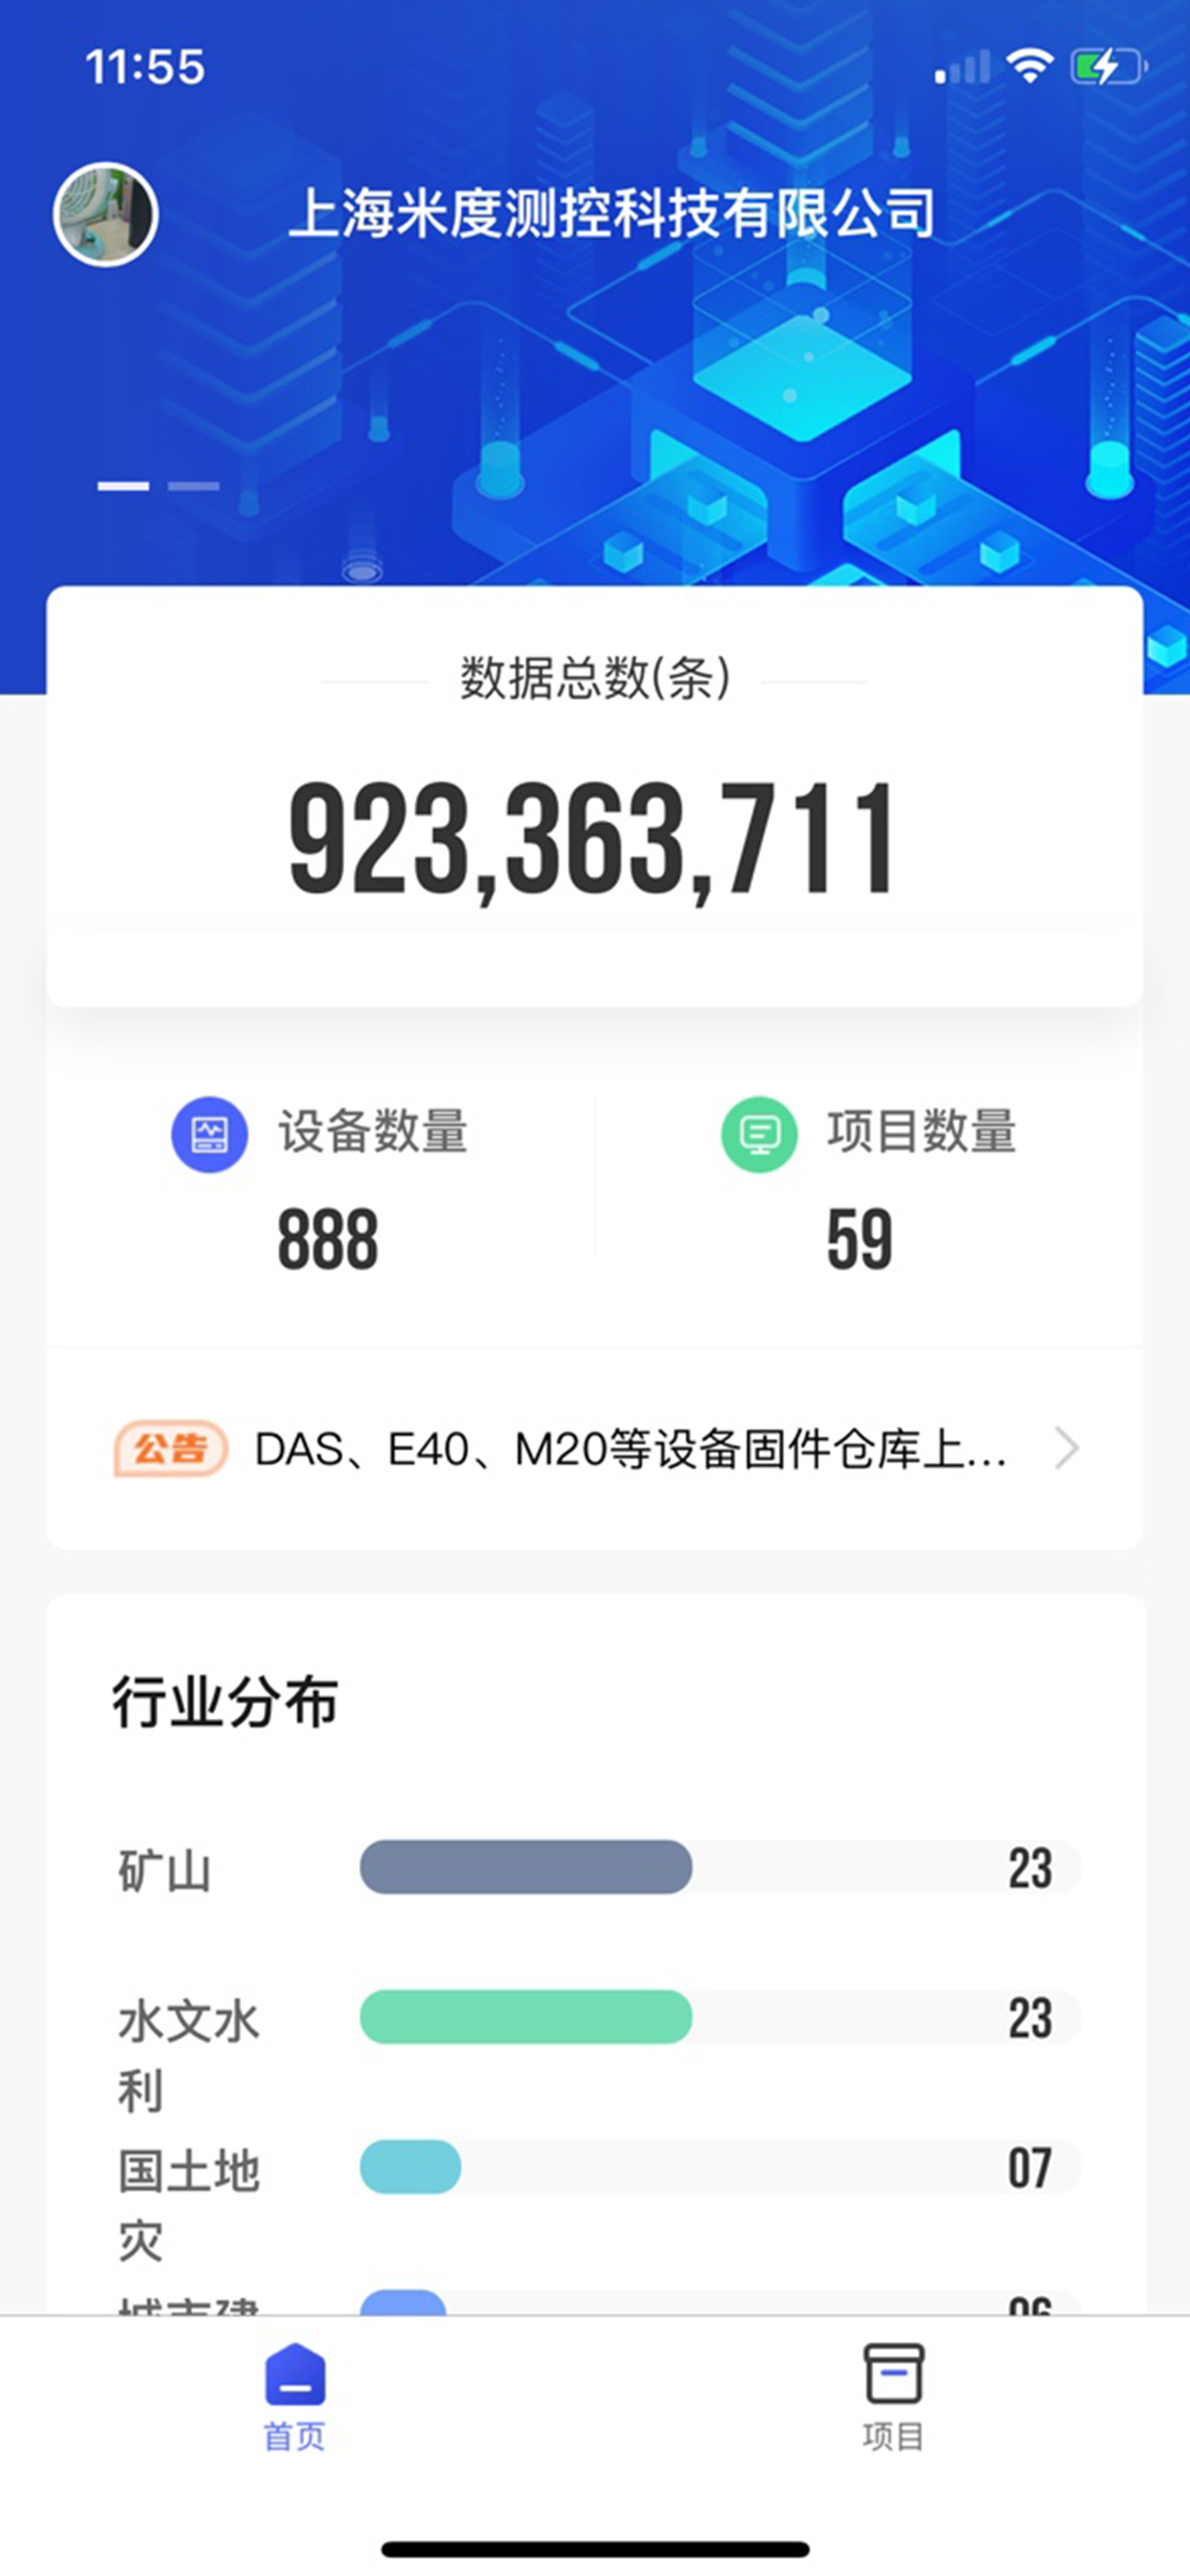 11:55
上海米度测控科技有限公司
数据总数(条)
923,363,711
设备数量
项目数量
888
59
公告
DAS、E40、M20等设备固件仓库上...
行业分布
矿山
23
水文水
利
23
国土地
灾
07
首页
项目